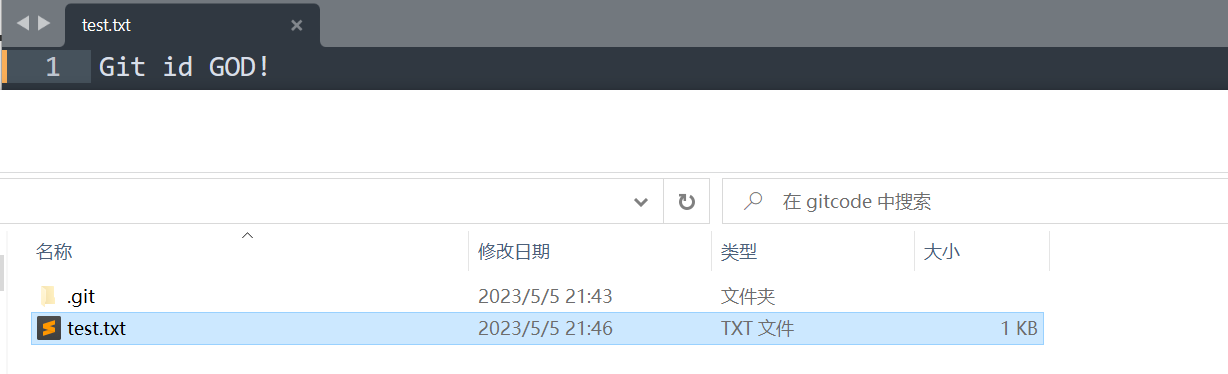 test.txt
1 Git id GOD!
在 gitcode 中搜索
名称 修改日期 类型 大小
.git 2023/5/5 21:43 文件夹
test.txt 2023/5/5 21:46 TXT 文件 1 KB